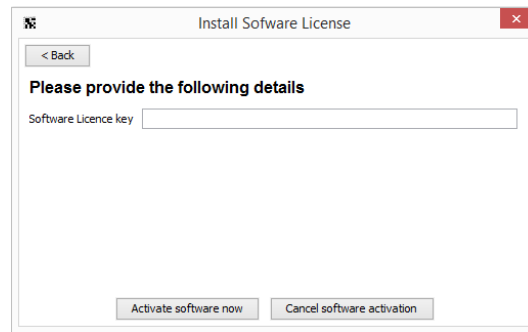 Install Sofware License
< Back
Please provide the following details
Software Licence key
Activate software now
Cancel software activation